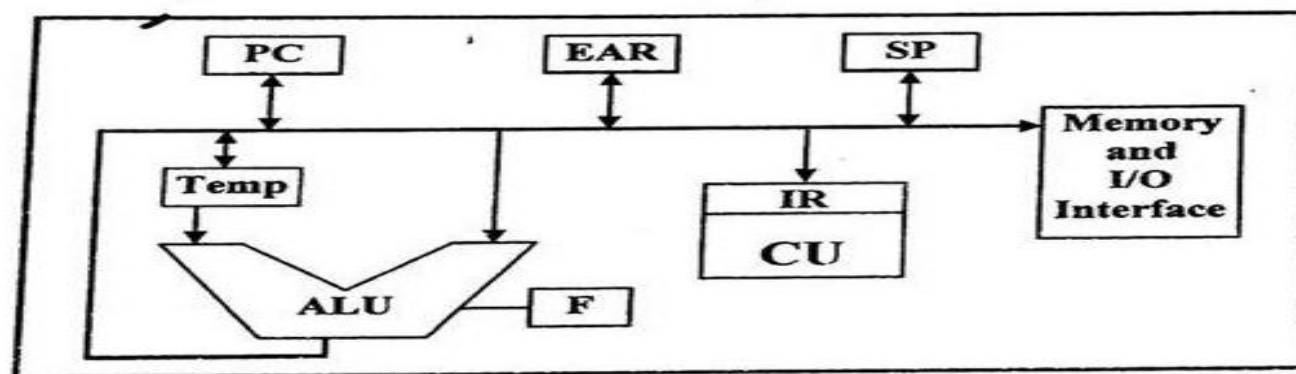 PC
EAR
SP
Memory
and
I/O
Interface
Temp
IR
CU
ALU
F